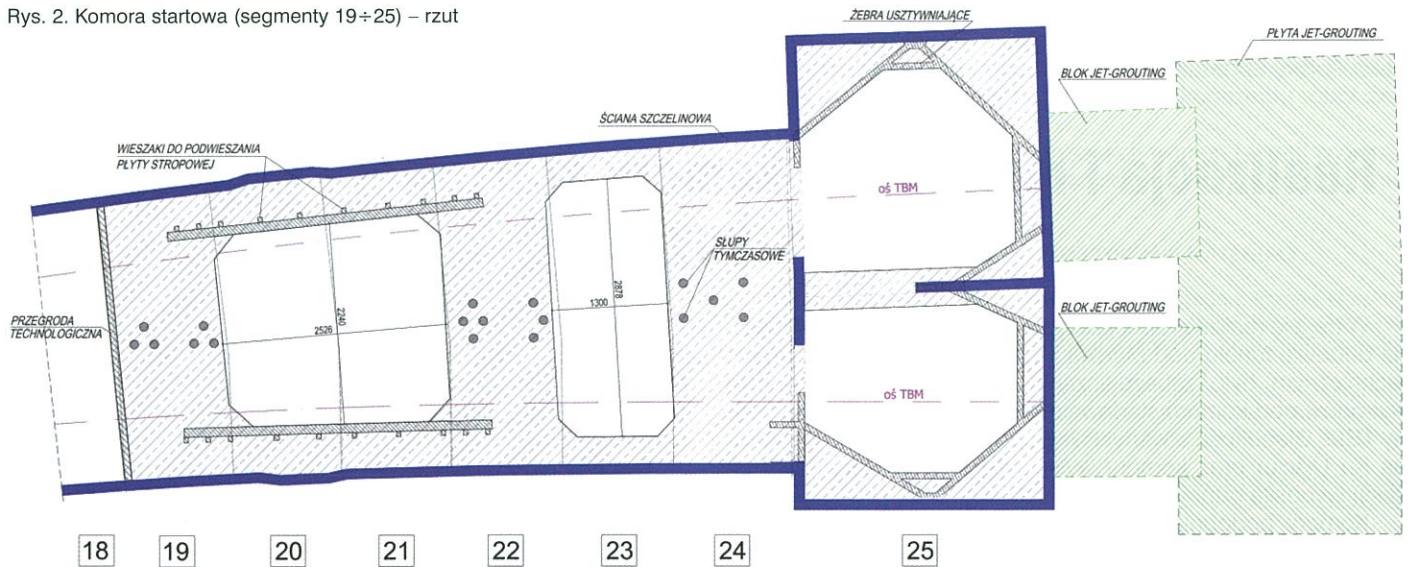 Rys. 2. Komora startowa (segmenty 19÷25) – rzut
ŻEBRA USZTYWNIAJĄCE
PŁYTA JET-GROUTING
BLOK JET-GROUTING
ŚCIANA SZCZELINOWA
WIESZAKI DO PODWIESZANIA
PŁYTY STROPOWEJ
oś TBM
SŁUPY
TYMCZASOWE
2240
2526
2878
1300
PRZEGRODA
TECHNOLOGICZNA
BLOK JET-GROUTING
oś TBM
18 19 20 21 22 23 24 25